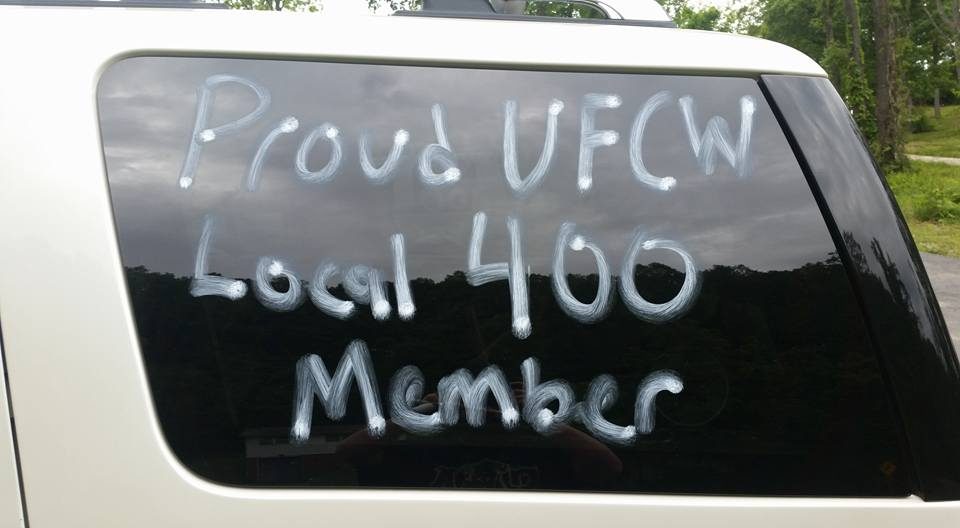 Proud UFCW
Local 400
Member